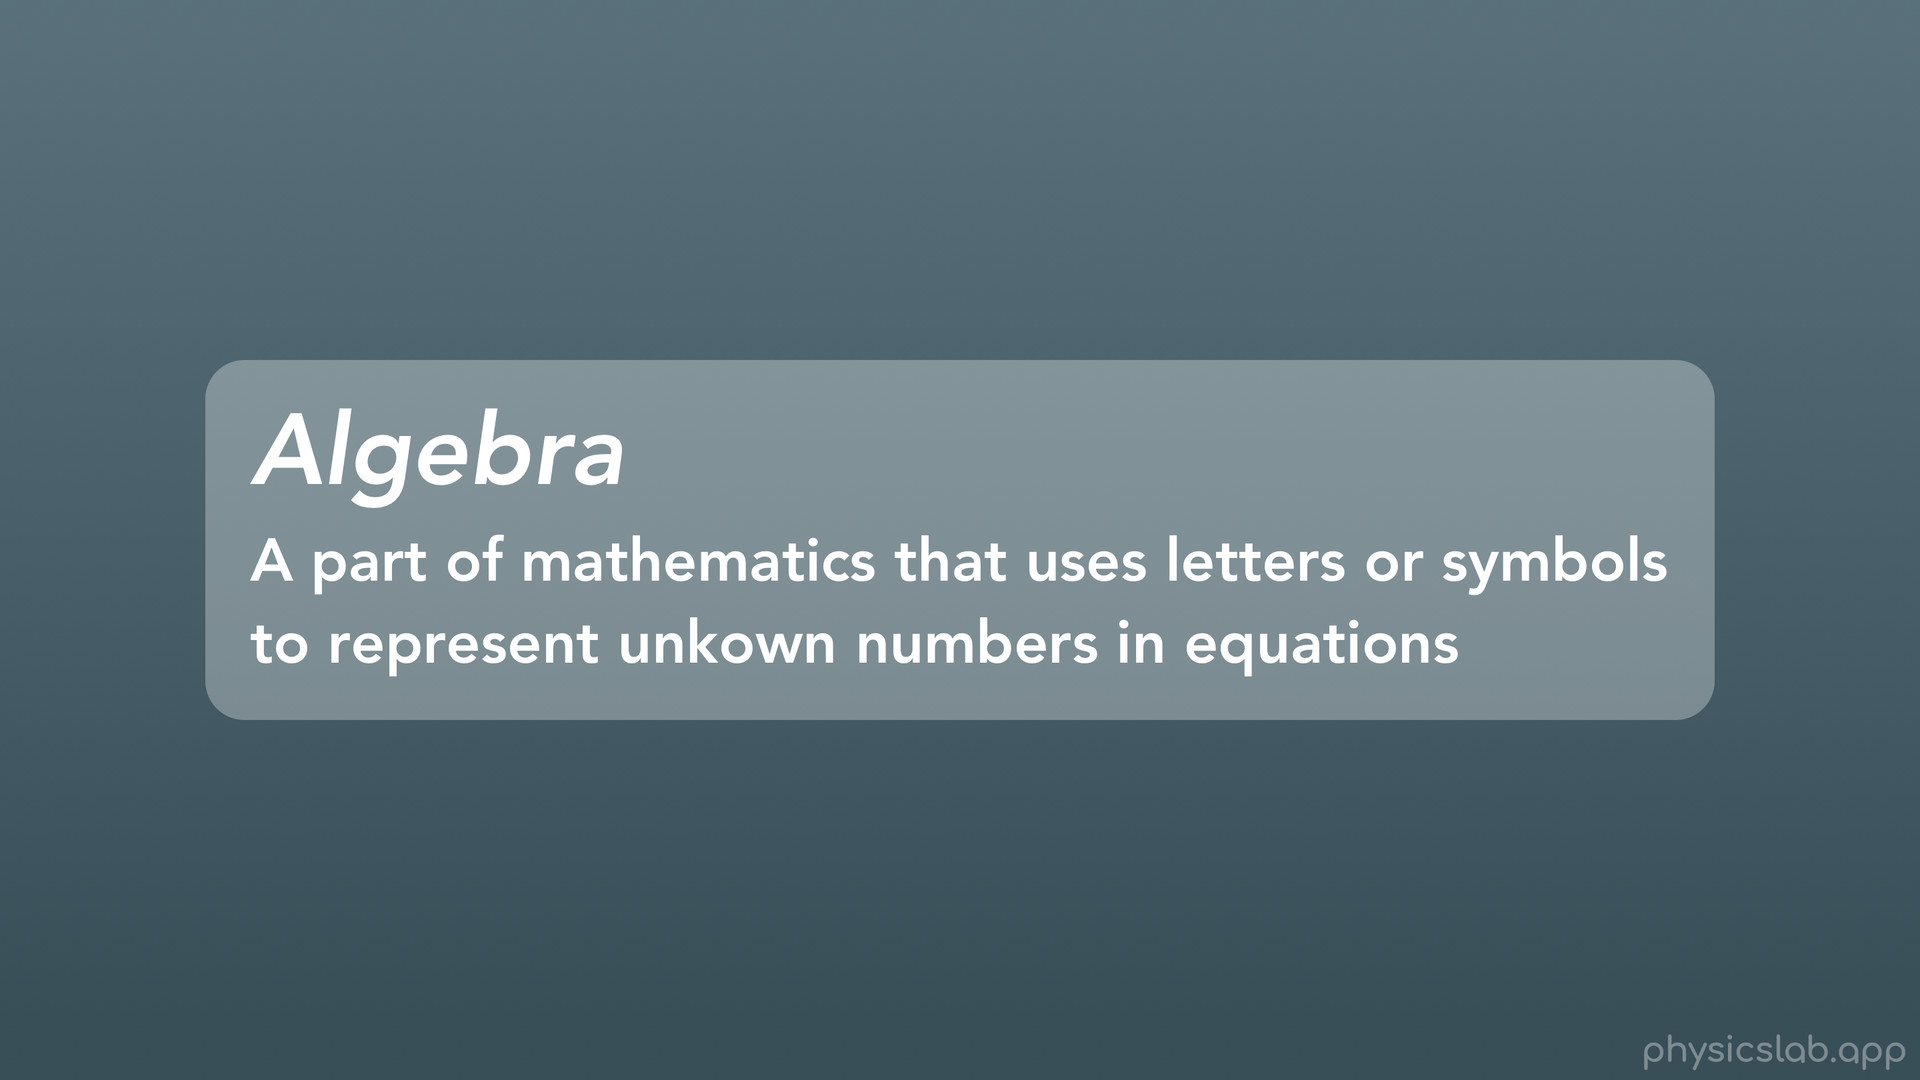 Algebra
A part of mathematics that uses letters or symbols
to represent unkown numbers in equations
physicslab.app